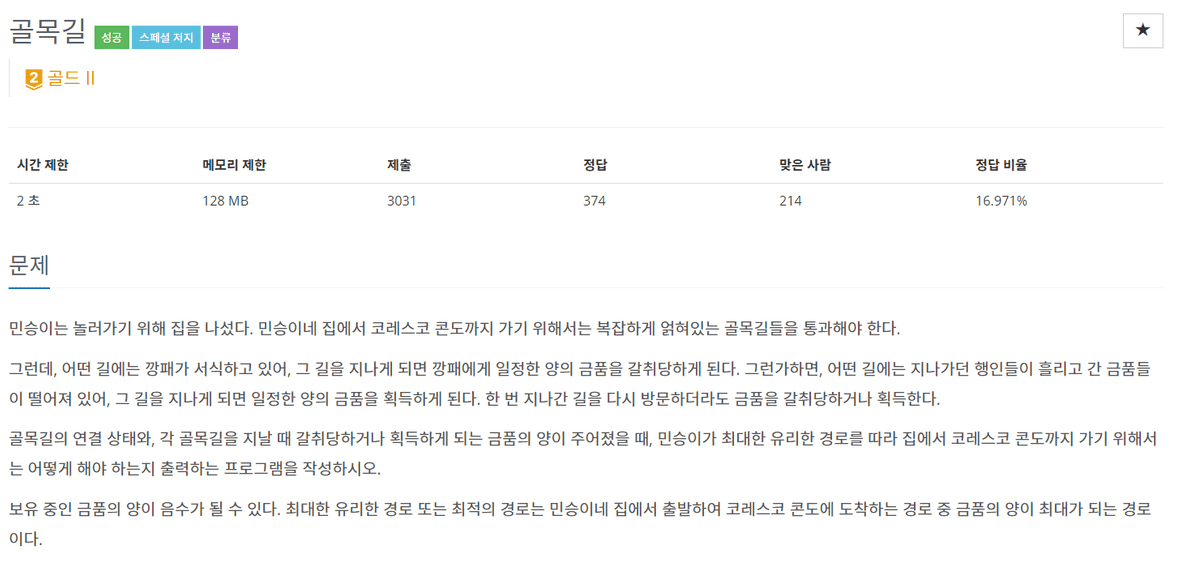 골목길 성공 스페셜 저지 분류
★
2 골드 II
시간 제한 메모리 제한 제출 정답 맞은 사람 정답 비율
2 초 128 MB 3031 374 214 16.971%
문제
민승이는 놀러가기 위해 집을 나섰다. 민승이네 집에서 코레스코 콘도까지 가기 위해서는 복잡하게 얽혀있는 골목길들을 통과해야 한다.
그런데, 어떤 길에는 깡패가 서식하고 있어, 그 길을 지나게 되면 깡패에게 일정한 양의 금품을 갈취당하게 된다. 그런가하면, 어떤 길에는 지나가던 행인들이 흘리고 간 금품들
이 떨어져 있어, 그 길을 지나게 되면 일정한 양의 금품을 획득하게 된다. 한 번 지나간 길을 다시 방문하더라도 금품을 갈취당하거나 획득한다.
골목길의 연결 상태와, 각 골목길을 지날 때 갈취당하거나 획득하게 되는 금품의 양이 주어졌을 때, 민승이가 최대한 유리한 경로를 따라 집에서 코레스코 콘도까지 가기 위해서
는 어떻게 해야 하는지 출력하는 프로그램을 작성하시오.
보유 중인 금품의 양이 음수가 될 수 있다. 최대한 유리한 경로 또는 최적의 경로는 민승이네 집에서 출발하여 코레스코 콘도에 도착하는 경로 중 금품의 양이 최대가 되는 경로
이다.